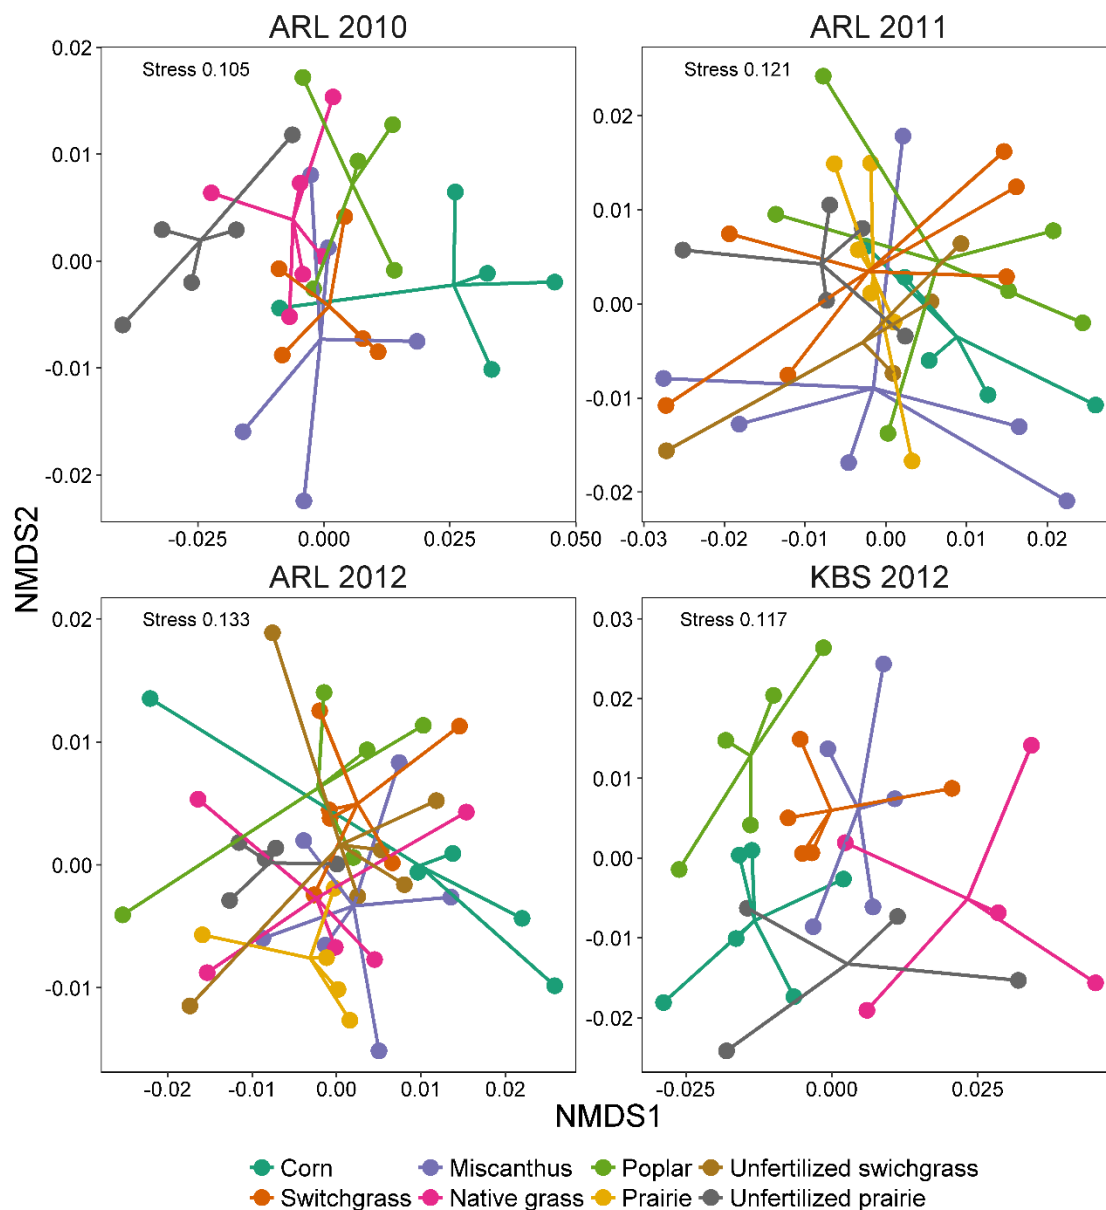 ARL 2010
ARL 2011
Stress 0.105
Stress 0.121
0.02
0.01
0.00
-0.01
-0.02
0.02
0.01
0.00
-0.01
-0.02
-0.025
0.000
0.025
0.050
-0.03
-0.02
-0.01
0.00
0.01
0.02
NMDS2
ARL 2012
KBS 2012
Stress 0.133
Stress 0.117
0.02
0.01
0.00
-0.01
0.03
0.02
0.01
0.00
-0.01
-0.02
-0.02
-0.01
0.00
0.01
0.02
-0.025
0.000
0.025
NMDS1
Corn
Miscanthus
Poplar
Unfertilized swichgrass
Switchgrass
Native grass
Prairie
Unfertilized prairie